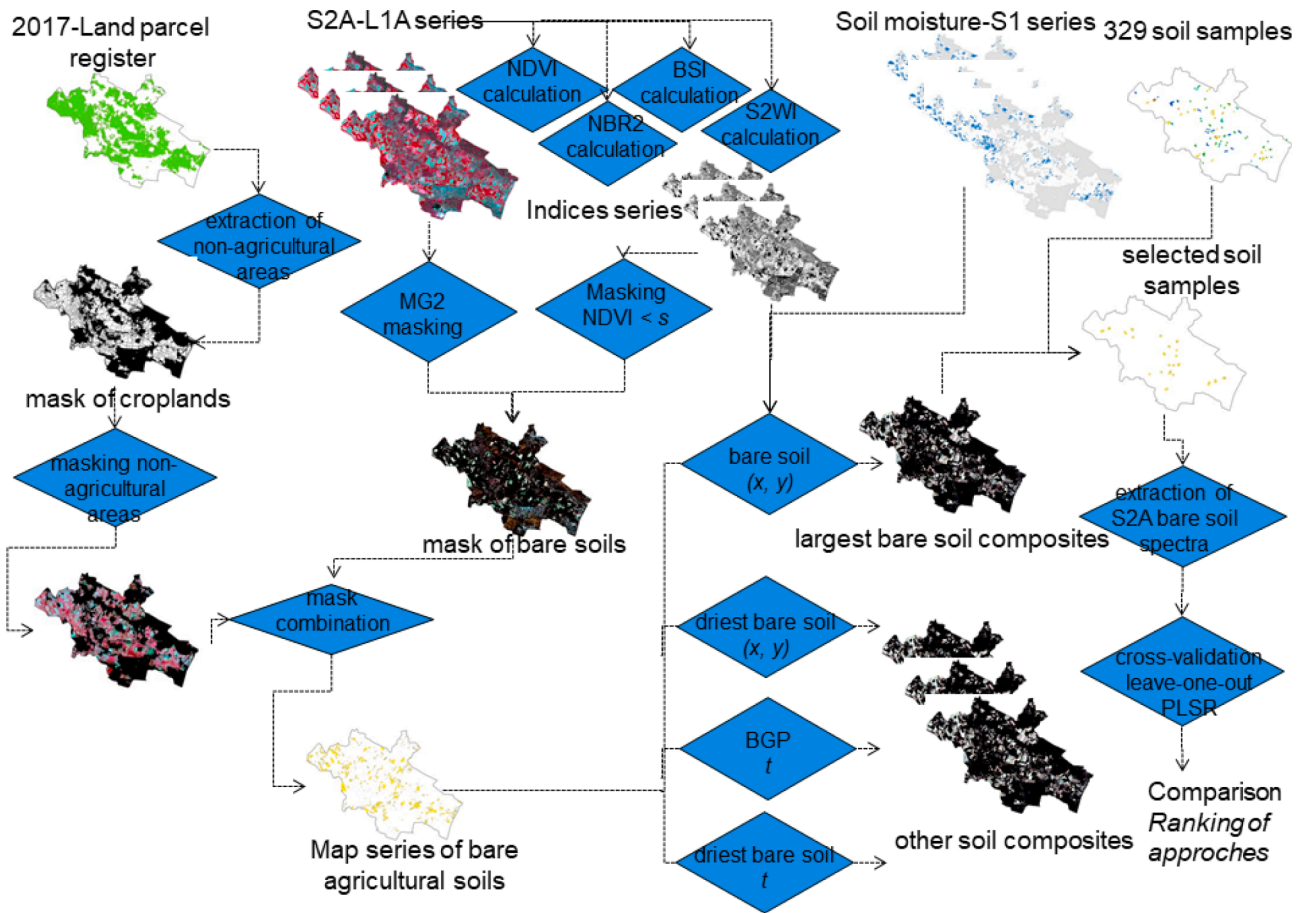 2017-Land parcel
register
S2A-L1A series
Soil moisture-S1 series
329 soil samples
NDVI
calculation
BSI
calculation
NBR2
calculation
S2WI
calculation
Indices series
extraction of
non-agricultural
areas
MG2
masking
Masking
NDVI < s
selected soil
samples
mask of croplands
masking non-
agricultural
areas
mask of bare soils
bare soil
(x, y)
largest bare soil composites
extraction of
S2A bare soil
spectra
mask
combination
driest bare soil
(x, y)
cross-validation
leave-one-out
PLSR
BGP
t
Map series of bare
agricultural soils
driest bare soil
t
other soil composites
Comparison
Ranking of
approches